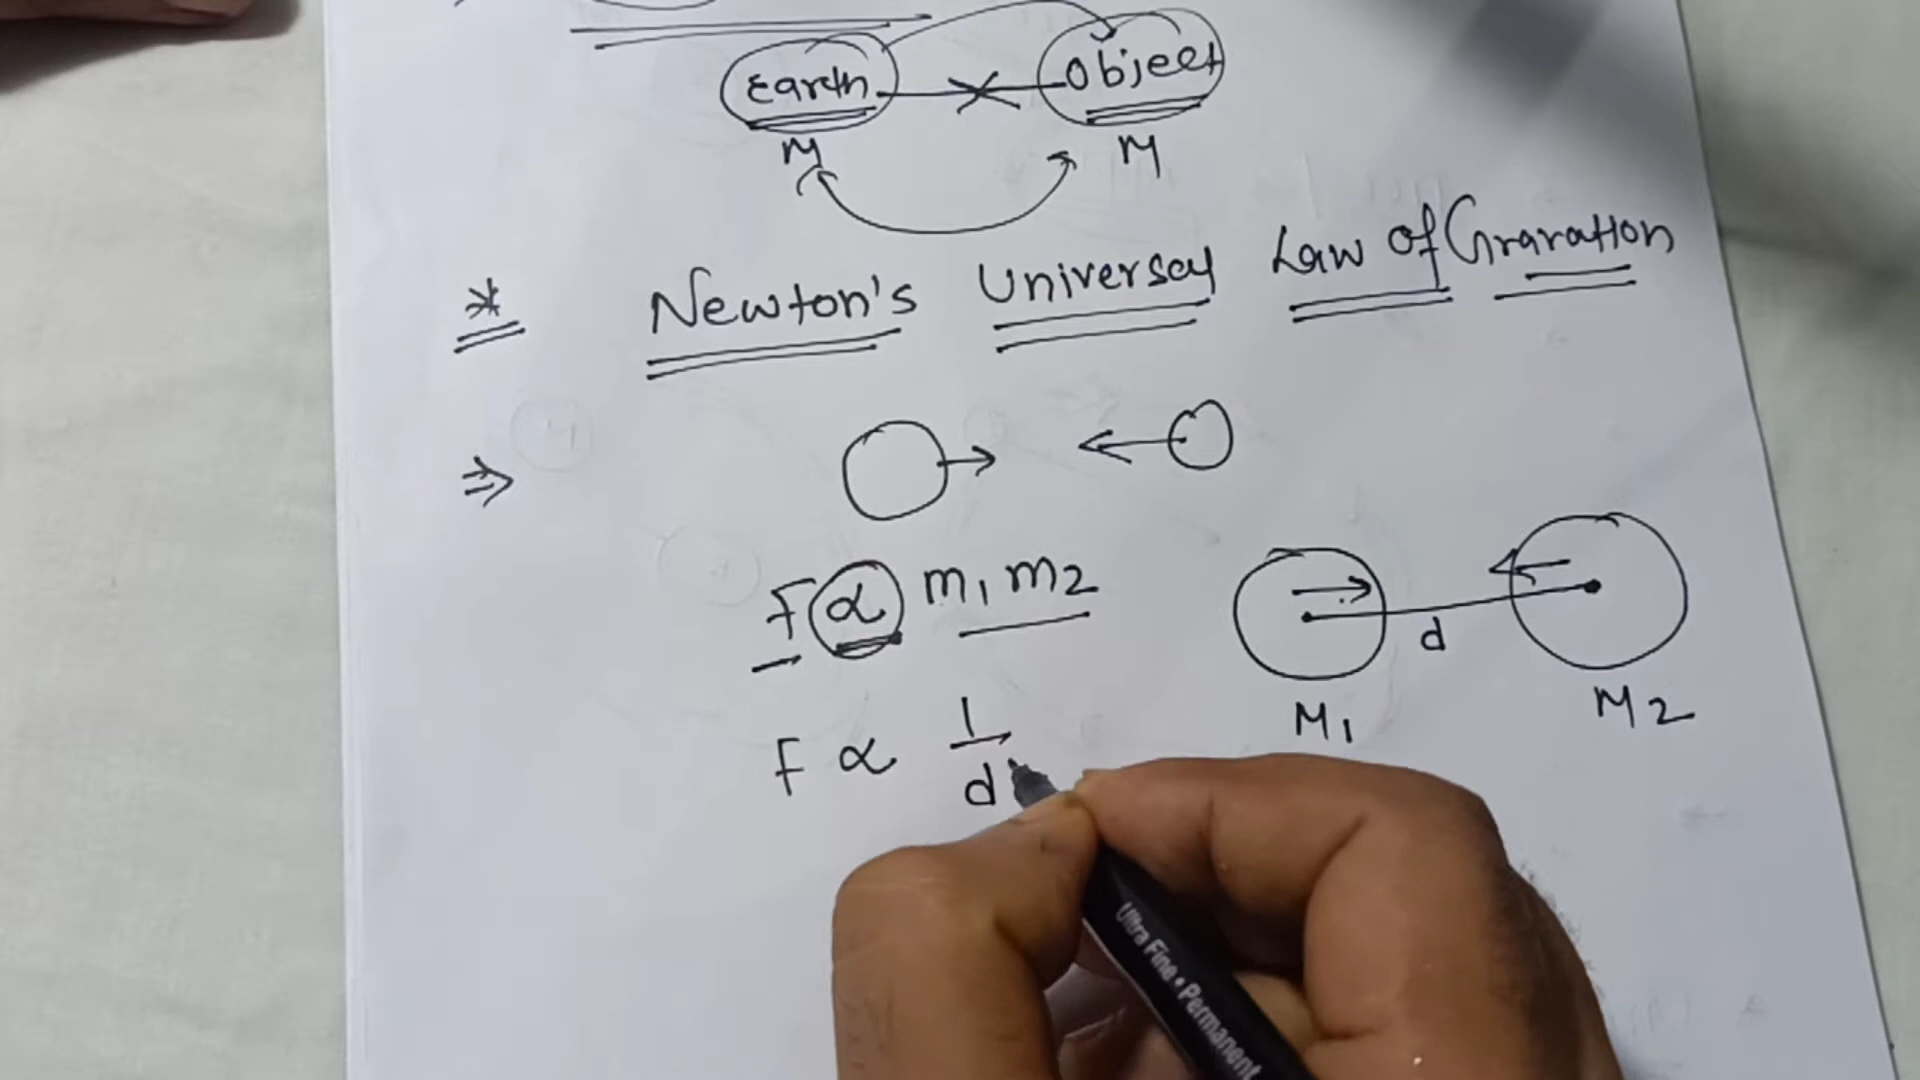 Earth Object
M M
* Newton's Universal Law of Gravation
⇒
F ∝ m₁ m₂
d
M₁ M₂
F ∝ 1/d
Ultra Fine • Permanent